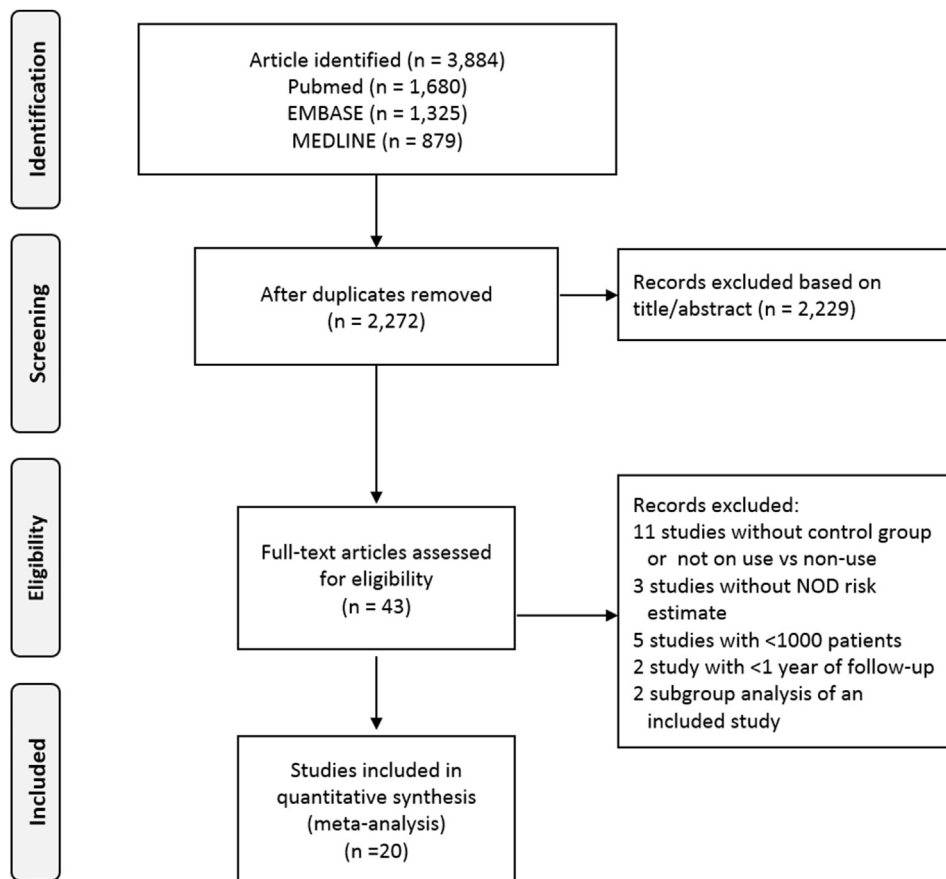 Identification
Article identified (n = 3,884)
Pubmed (n = 1,680)
EMBASE (n = 1,325)
MEDLINE (n = 879)
Screening
After duplicates removed
(n = 2,272)
Records excluded based on
title/abstract (n = 2,229)
Eligibility
Full-text articles assessed
for eligibility
(n = 43)
Records excluded:
11 studies without control group
or not on use vs non-use
3 studies without NOD risk
estimate
5 studies with <1000 patients
2 study with <1 year of follow-up
2 subgroup analysis of an
included study
Included
Studies included in
quantitative synthesis
(meta-analysis)
(n =20)